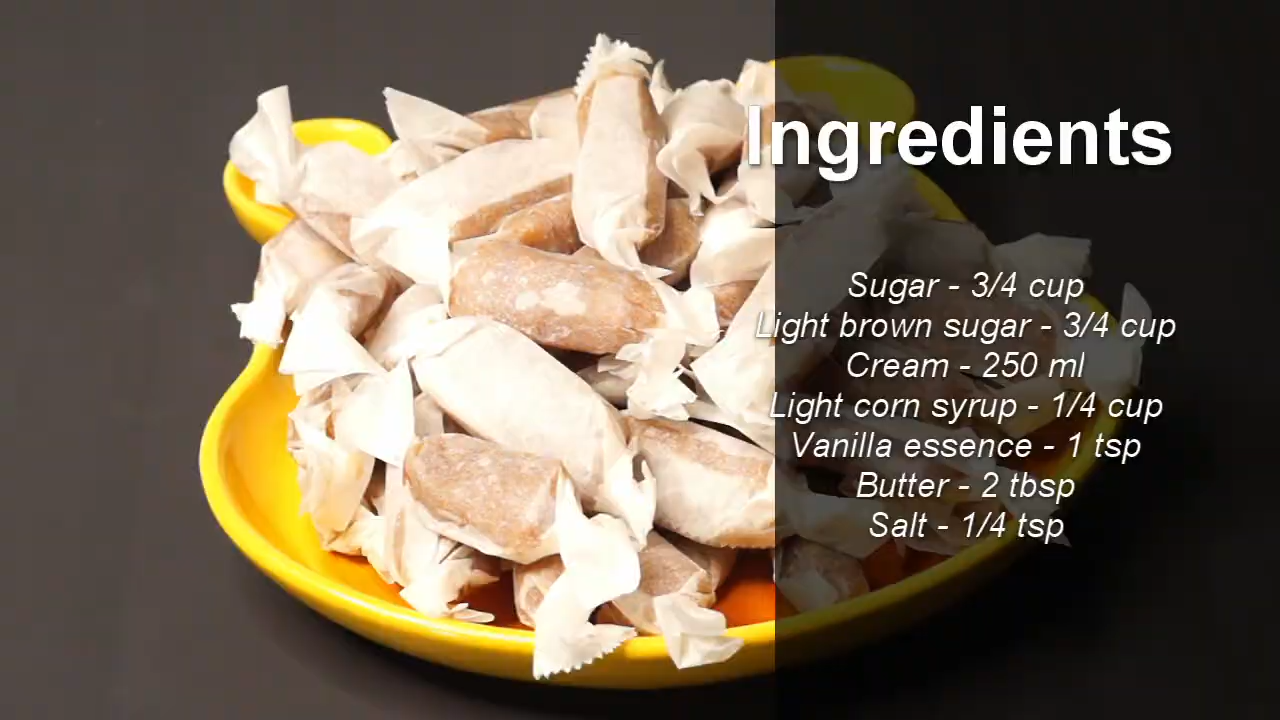 Ingredients
Sugar - 3/4 cup
Light brown sugar - 3/4 cup
Cream - 250 ml
Light corn syrup - 1/4 cup
Vanilla essence - 1 tsp
Butter - 2 tbsp
Salt - 1/4 tsp